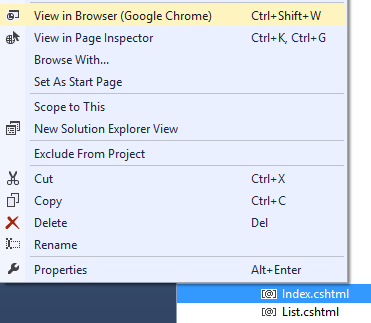 View in Browser (Google Chrome) Ctrl+Shift+W
View in Page Inspector Ctrl+K, Ctrl+G
Browse With...
Set As Start Page
Scope to This
New Solution Explorer View
Exclude From Project
Cut Ctrl+X
Copy Ctrl+C
Delete Del
Rename
Properties Alt+Enter
[@] Index.cshtml
[@] List.cshtml